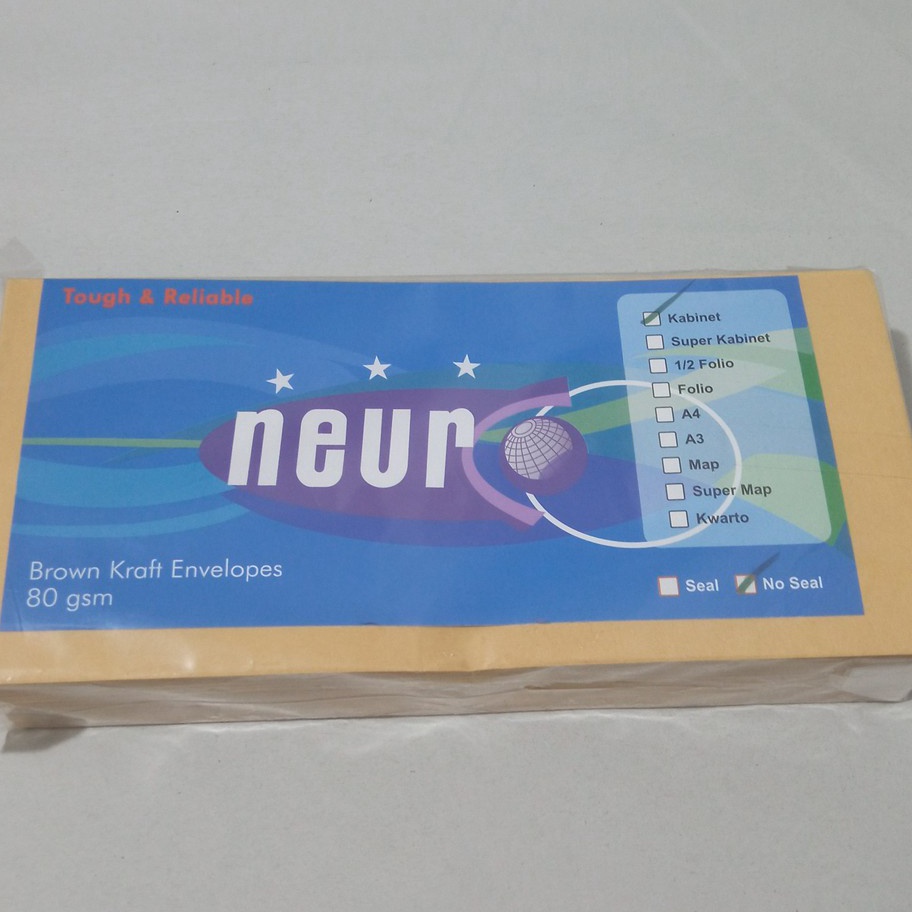 Tough & Reliable
neuro
Brown Kraft Envelopes
80 gsm
Kabinet
Super Kabinet
1/2 Folio
Folio
A4
A3
Map
Super Map
Kwarto
Seal No Seal